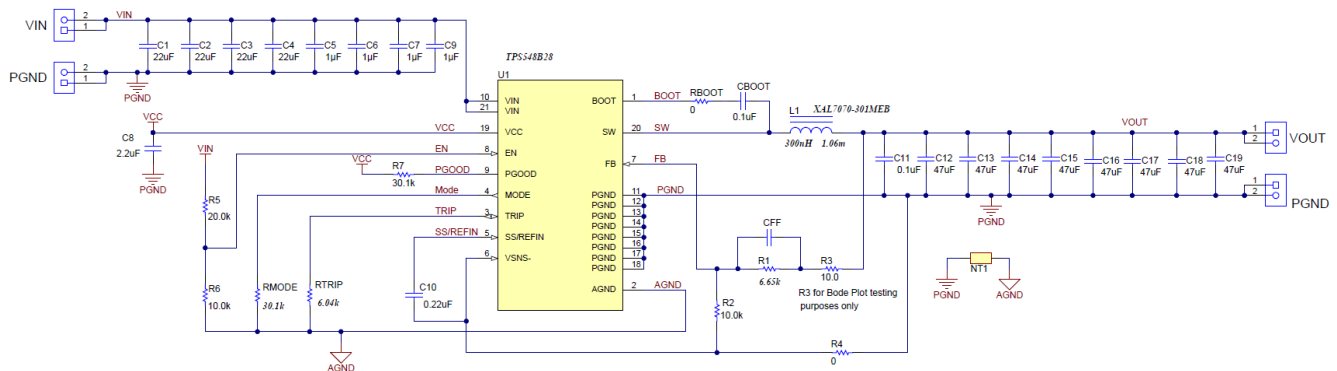 VIN
2
1
VIN
PGND
2
1
PGND
C1
22uF
C2
22uF
C3
22uF
C4
22uF
C5
1µF
C6
1µF
C7
1µF
C9
1µF
TPS548B28
U1
10
21
VIN
VIN
19
VCC
8
EN
9
PGOOD
4
MODE
3
TRIP
5
SS/REFIN
6
VSNS-
BOOT
1
SW
20
FB
7
PGND
11
PGND
12
PGND
13
PGND
14
PGND
15
PGND
16
PGND
17
PGND
18
AGND
2
VCC
C8
2.2uF
PGND
VCC
VIN
EN
VCC
R7
30.1k
PGOOD
Mode
TRIP
SS/REFIN
R5
20.0k
R6
10.0k
RMODE
30.1k
RTRIP
6.04k
C10
0.22uF
AGND
BOOT
RBOOT
0
CBOOT
0.1uF
SW
L1
XAL7070-301MEB
300nH 1.06m
FB
PGND
AGND
VOUT
C11
0.1uF
C12
47uF
C13
47uF
C14
47uF
C15
47uF
C16
47uF
C17
47uF
C18
47uF
C19
47uF
PGND
1
2
VOUT
1
2
PGND
CFF
R1
6.65k
R3
10.0
R3 for Bode Plot testing
purposes only
R2
10.0k
R4
0
NT1
PGND
AGND